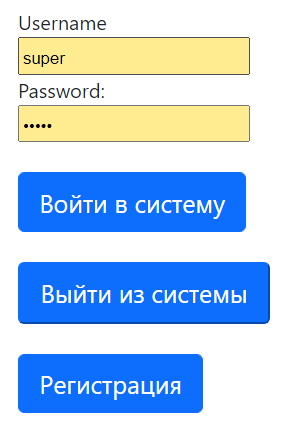 Username
super
Password:
•••••
Войти в систему
Выйти из системы
Регистрация